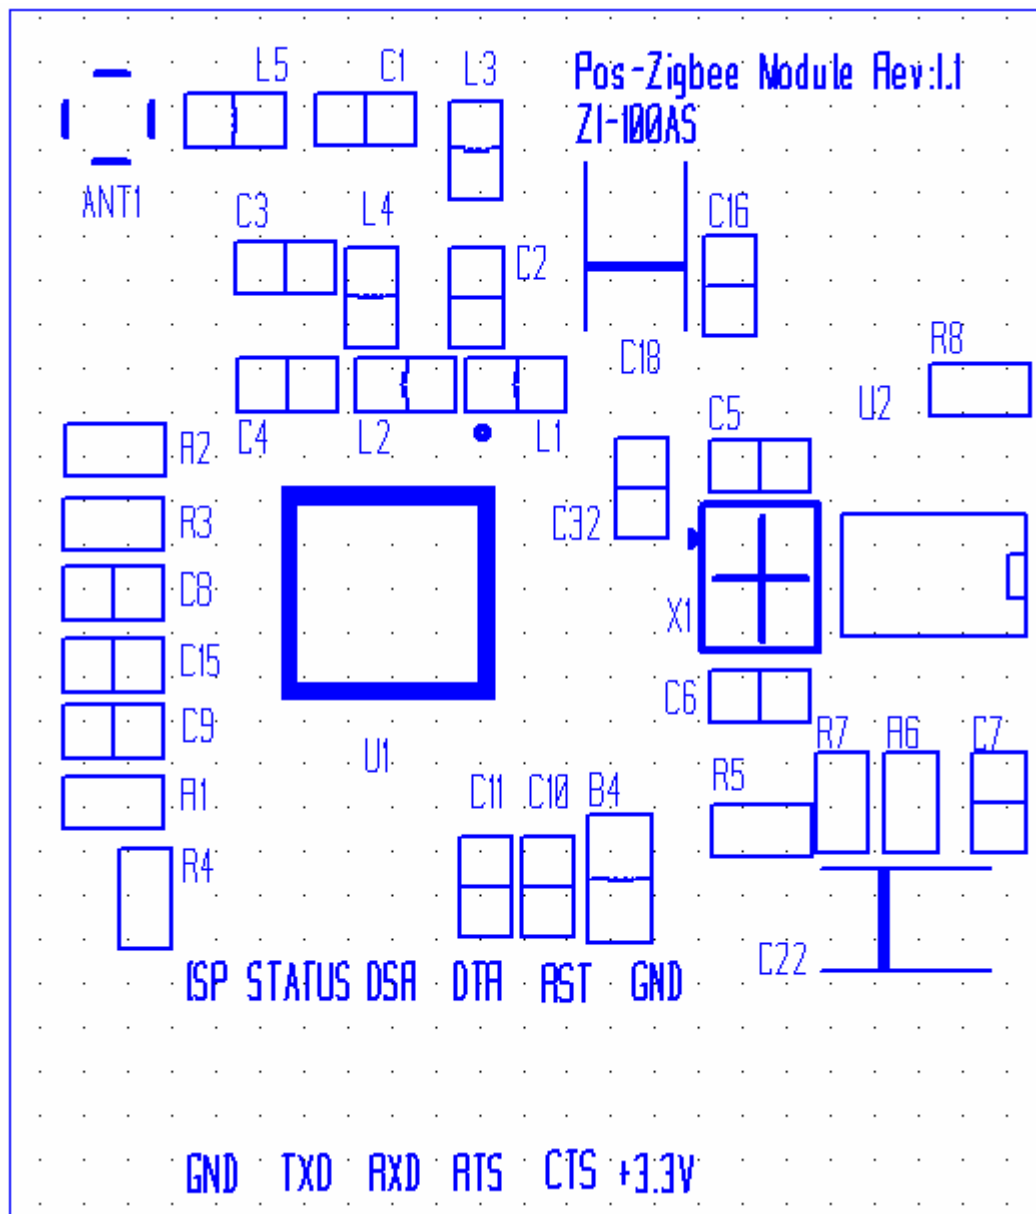 L5 C1 L3 Pos-Zigbee Module Rev:1.1
ZI-100AS
ANT1 C3 L4 C2 C16
C18 R8
C4 L2 L1 C5 U2
R2
R3 C32
C8 X1
C15
C9 U1 C6
R1 C11 C10 B4 R5 R7 R6 C7
R4
C22
ISP STATUS DSR DTR RST GND
GND TXD RXD RTS CTS +3.3V